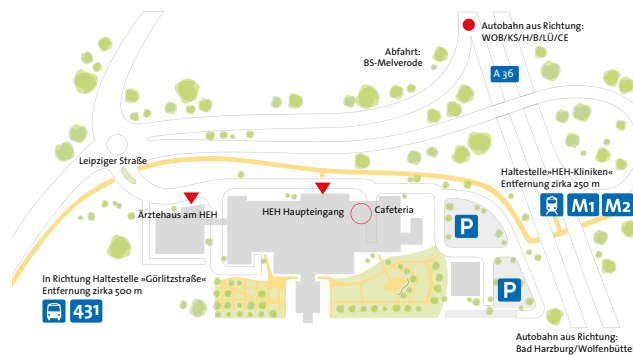 Autobahn aus Richtung:
WOB/KS/H/B/LÜ/CE
Abfahrt:
BS-Melverode
A 36
Leipziger Straße
Haltestelle»HEH-Kliniken«
Entfernung zirka 250 m
M1 M2
Ärztehaus am HEH
HEH Haupteingang
Cafeteria
P
P
In Richtung Haltestelle »Görlitzstraße«
Entfernung zirka 500 m
431
Autobahn aus Richtung:
Bad Harzburg/Wolfenbütte